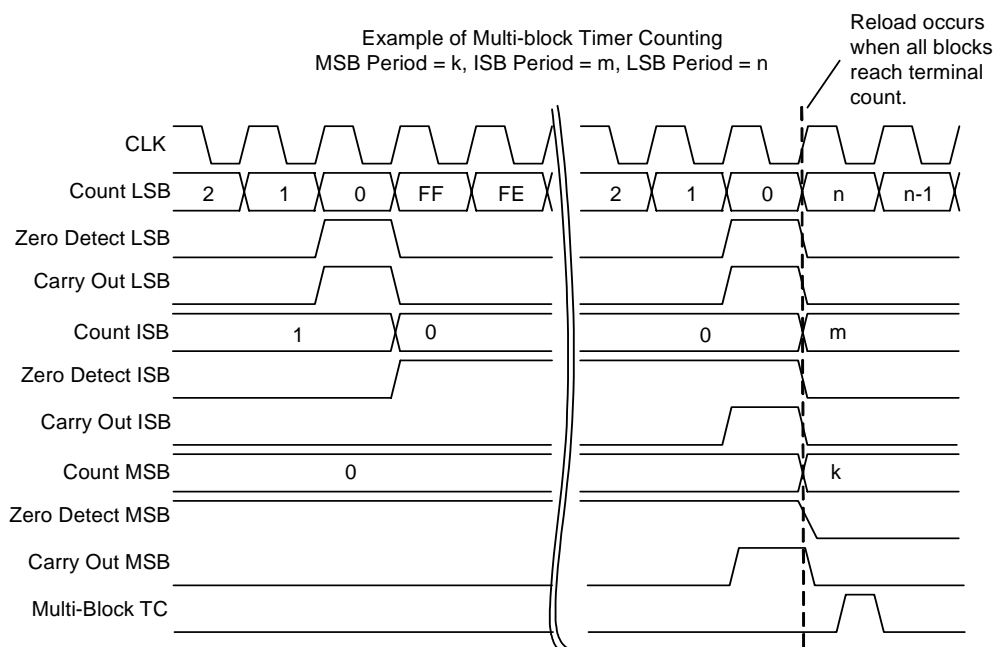 Example of Multi-block Timer Counting
MSB Period = k, ISB Period = m, LSB Period = n
Reload occurs
when all blocks
reach terminal
count.
CLK
Count LSB 2 1 0 FF FE 2 1 0 n n-1
Zero Detect LSB
Carry Out LSB
Count ISB 1 0 0 m
Zero Detect ISB
Carry Out ISB
Count MSB 0 k
Zero Detect MSB
Carry Out MSB
Multi-Block TC